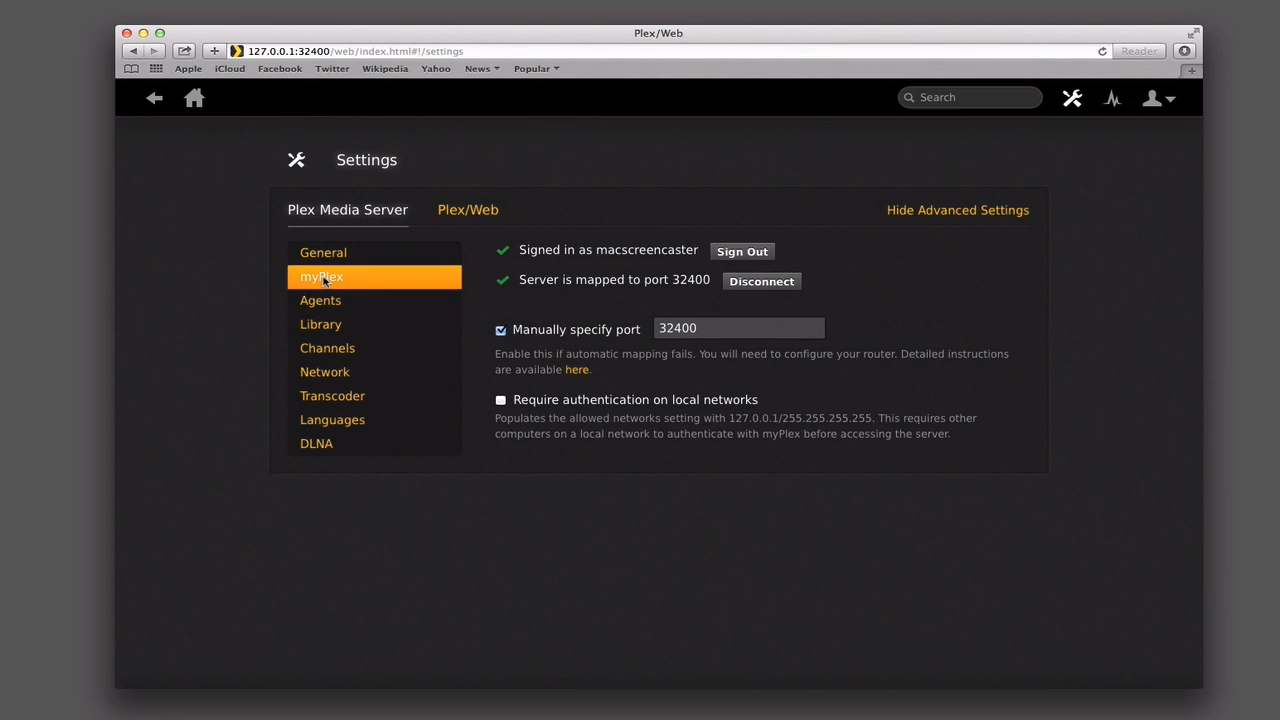 Plex/Web
127.0.0.1:32400/web/index.html#!/settings
Reader
Apple iCloud Facebook Twitter Wikipedia Yahoo News Popular
Search
Settings
Plex Media Server Plex/Web Hide Advanced Settings
General
myPlex
Agents
Library
Channels
Network
Transcoder
Languages
DLNA
Signed in as macscreencaster Sign Out
Server is mapped to port 32400 Disconnect
Manually specify port 32400
Enable this if automatic mapping fails. You will need to configure your router. Detailed instructions
are available here.
Require authentication on local networks
Populates the allowed networks setting with 127.0.0.1/255.255.255.255. This requires other
computers on a local network to authenticate with myPlex before accessing the server.